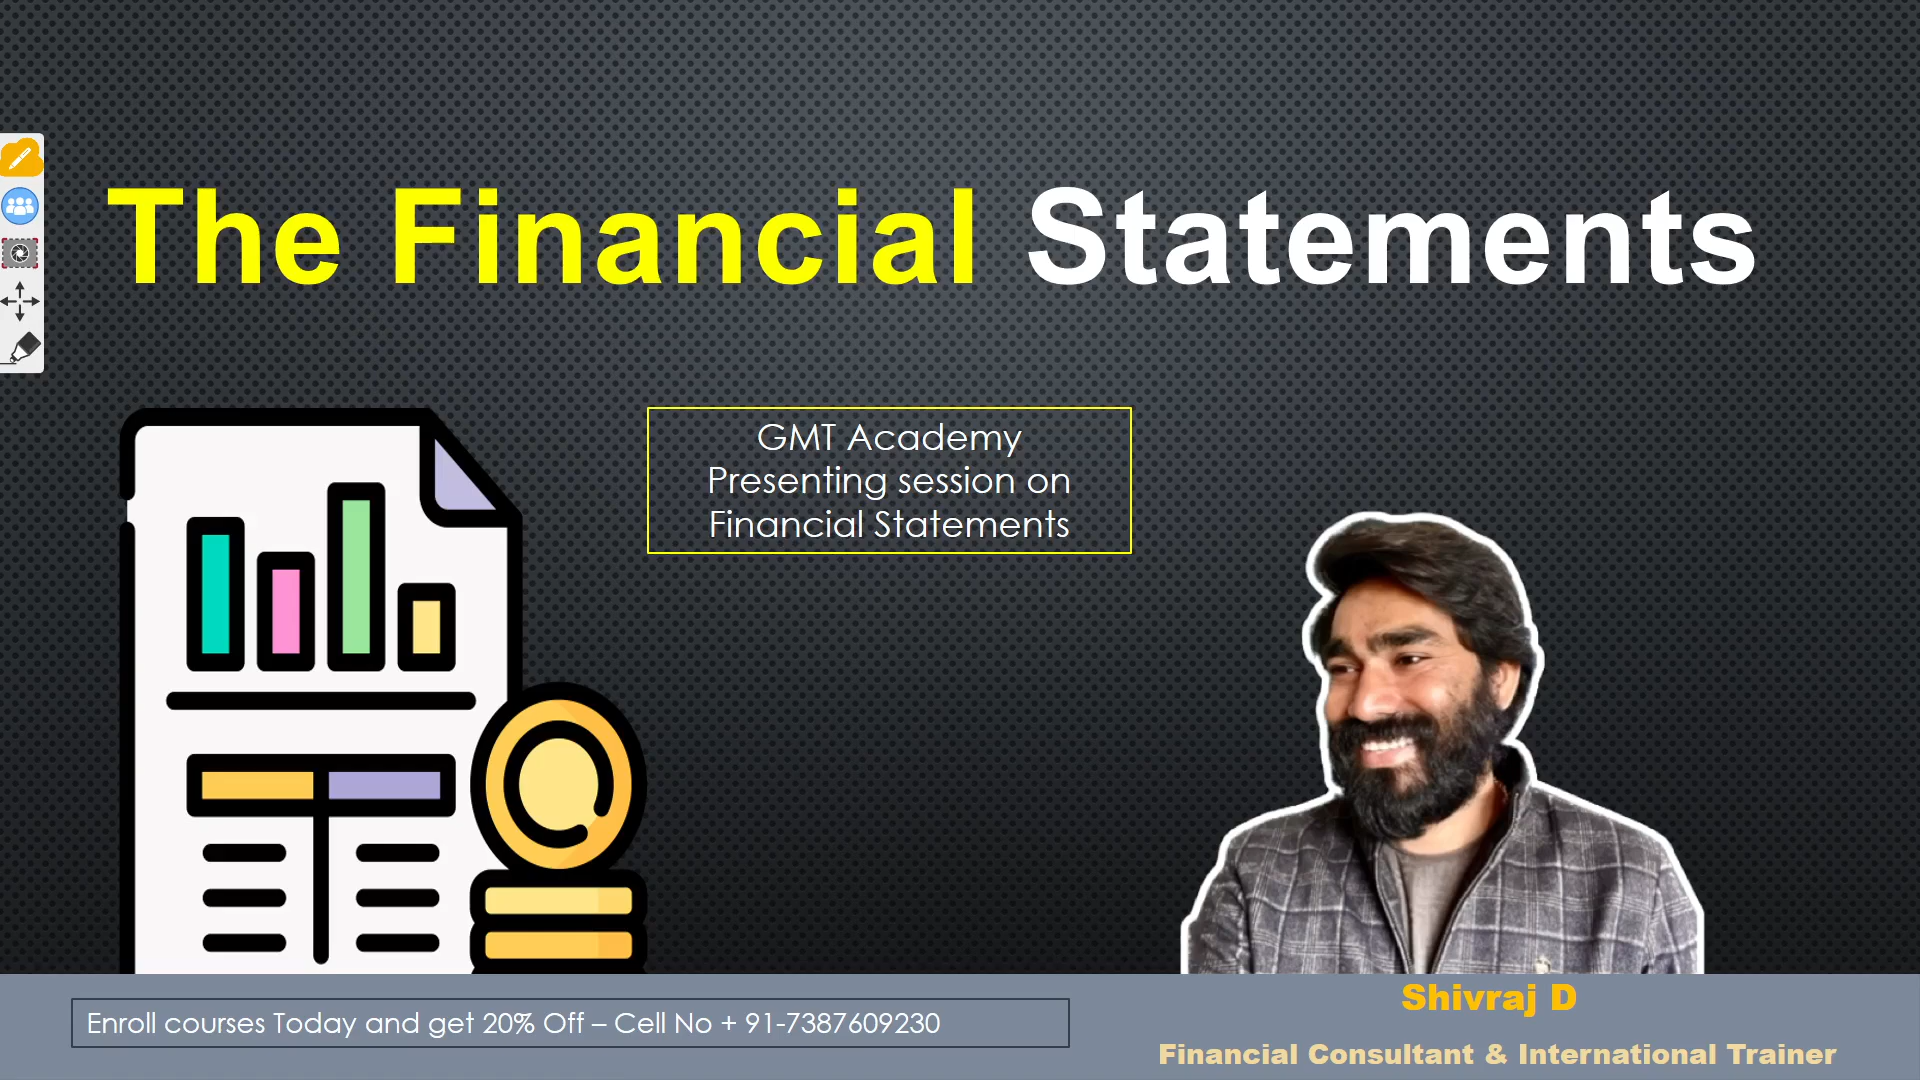 The Financial Statements
GMT Academy
Presenting session on
Financial Statements
Shivraj D
Enroll courses Today and get 20% Off – Cell No + 91-7387609230
Financial Consultant & International Trainer